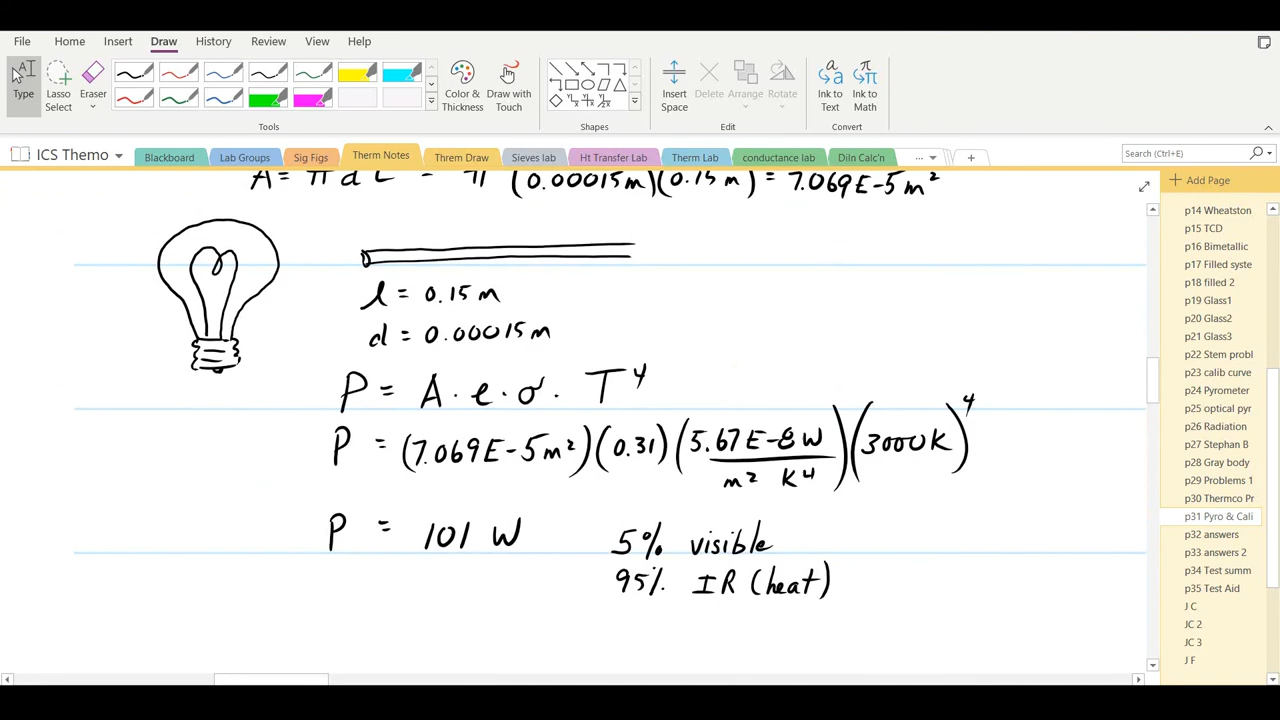 File Home Insert Draw History Review View Help
Type Lasso Select Eraser
Color & Thickness Draw with Touch
Insert Space Delete Arrange Rotate
Ink to Text Ink to Math
Tools Shapes Edit Convert
ICS Themo Blackboard Lab Groups Sig Figs Therm Notes Threm Draw Sieves lab Ht Transfer Lab Therm Lab conductance lab Diln Calc'n ... +
Search (Ctrl+E)
A = π d L = π (0.00015m)(0.15m) = 7.069E-5m²
l = 0.15 m
d = 0.00015m
P = A · e · σ · T⁴
P = (7.069E-5m²)(0.31)(5.67E-8 W / m² K⁴)(3000K)⁴
P = 101 W
5% visible
95% IR (heat)
Add Page
p14 Wheatston
p15 TCD
p16 Bimetallic
p17 Filled syste
p18 filled 2
p19 Glass1
p20 Glass2
p21 Glass3
p22 Stem probl
p23 calib curve
p24 Pyrometer
p25 optical pyr
p26 Radiation
p27 Stephan B
p28 Gray body
p29 Problems 1
p30 Thermco Pr
p31 Pyro & Cali
p32 answers
p33 answers 2
p34 Test summ
p35 Test Aid
J C
JC 2
JC 3
J F